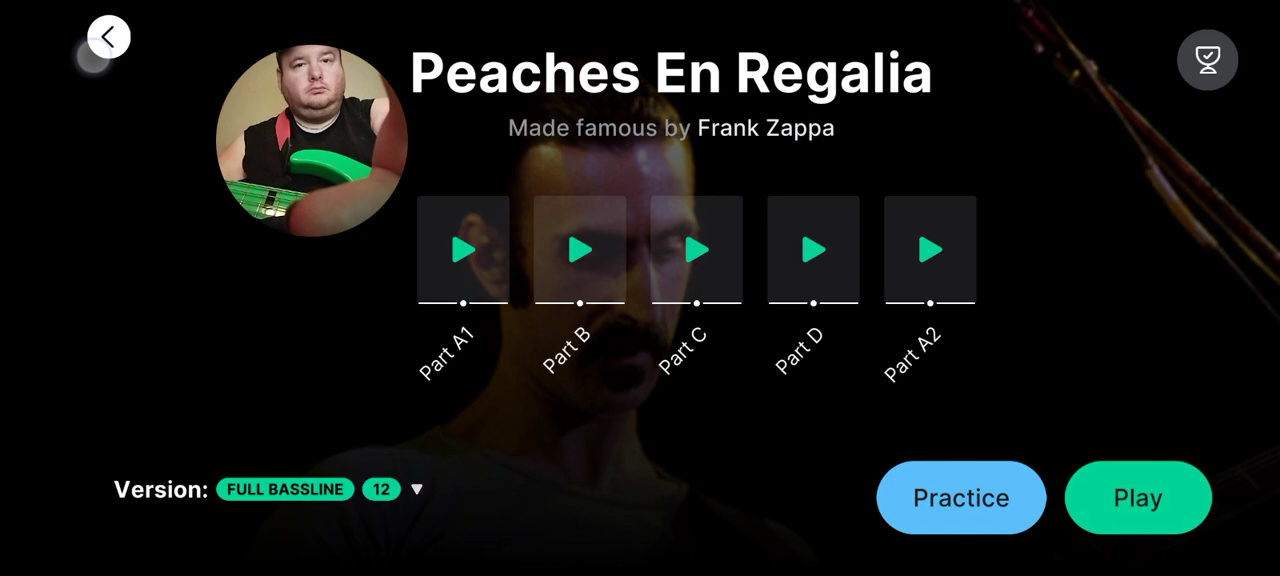 Peaches En Regalia
Made famous by Frank Zappa
Part A1
Part B
Part C
Part D
Part A2
Version: FULL BASSLINE 12
Practice
Play